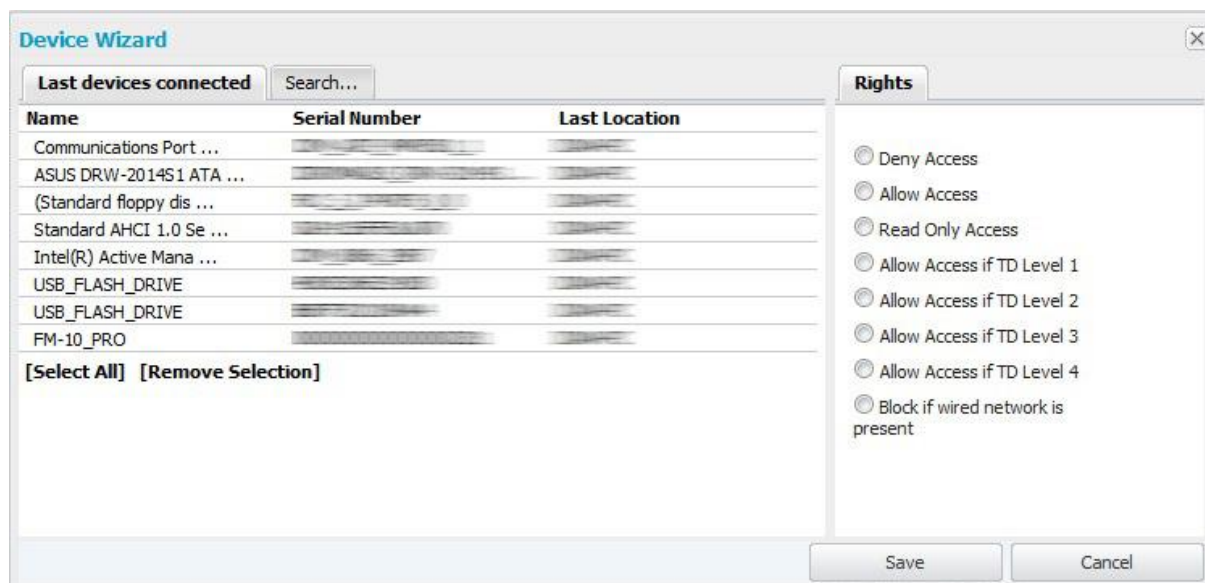 Device Wizard
Last devices connected Search...
Name Serial Number Last Location
Communications Port ...
ASUS DRW-2014S1 ATA ...
(Standard floppy dis ...
Standard AHCI 1.0 Se ...
Intel(R) Active Mana ...
USB_FLASH_DRIVE
USB_FLASH_DRIVE
FM-10_PRO
[Select All] [Remove Selection]
Rights
Deny Access
Allow Access
Read Only Access
Allow Access if TD Level 1
Allow Access if TD Level 2
Allow Access if TD Level 3
Allow Access if TD Level 4
Block if wired network is
present
Save Cancel